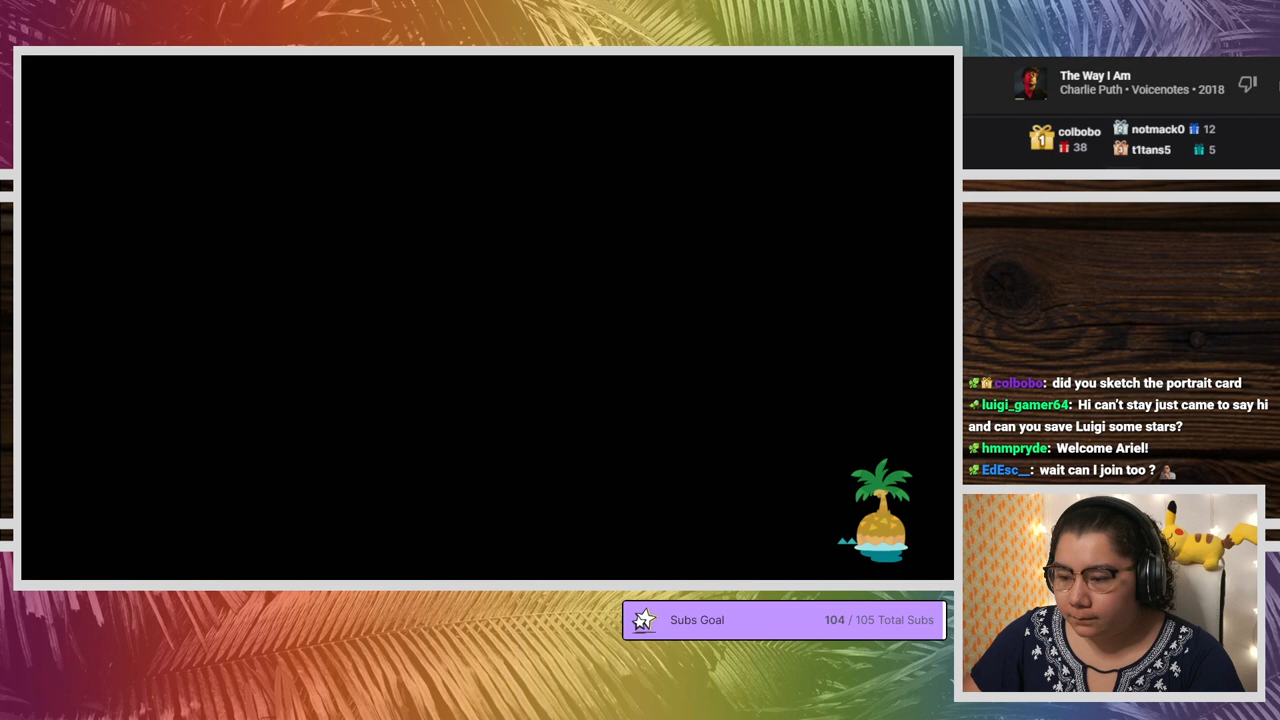 The Way I Am
Charlie Puth • Voicenotes • 2018
1 colbobo 38
notmack0 12
t1tans5 5
colbobo: did you sketch the portrait card
luigi_gamer64: Hi can't stay just came to say hi
and can you save Luigi some stars?
hmmpryde: Welcome Ariel!
EdEsc__: wait can I join too ?
Subs Goal 104 / 105 Total Subs